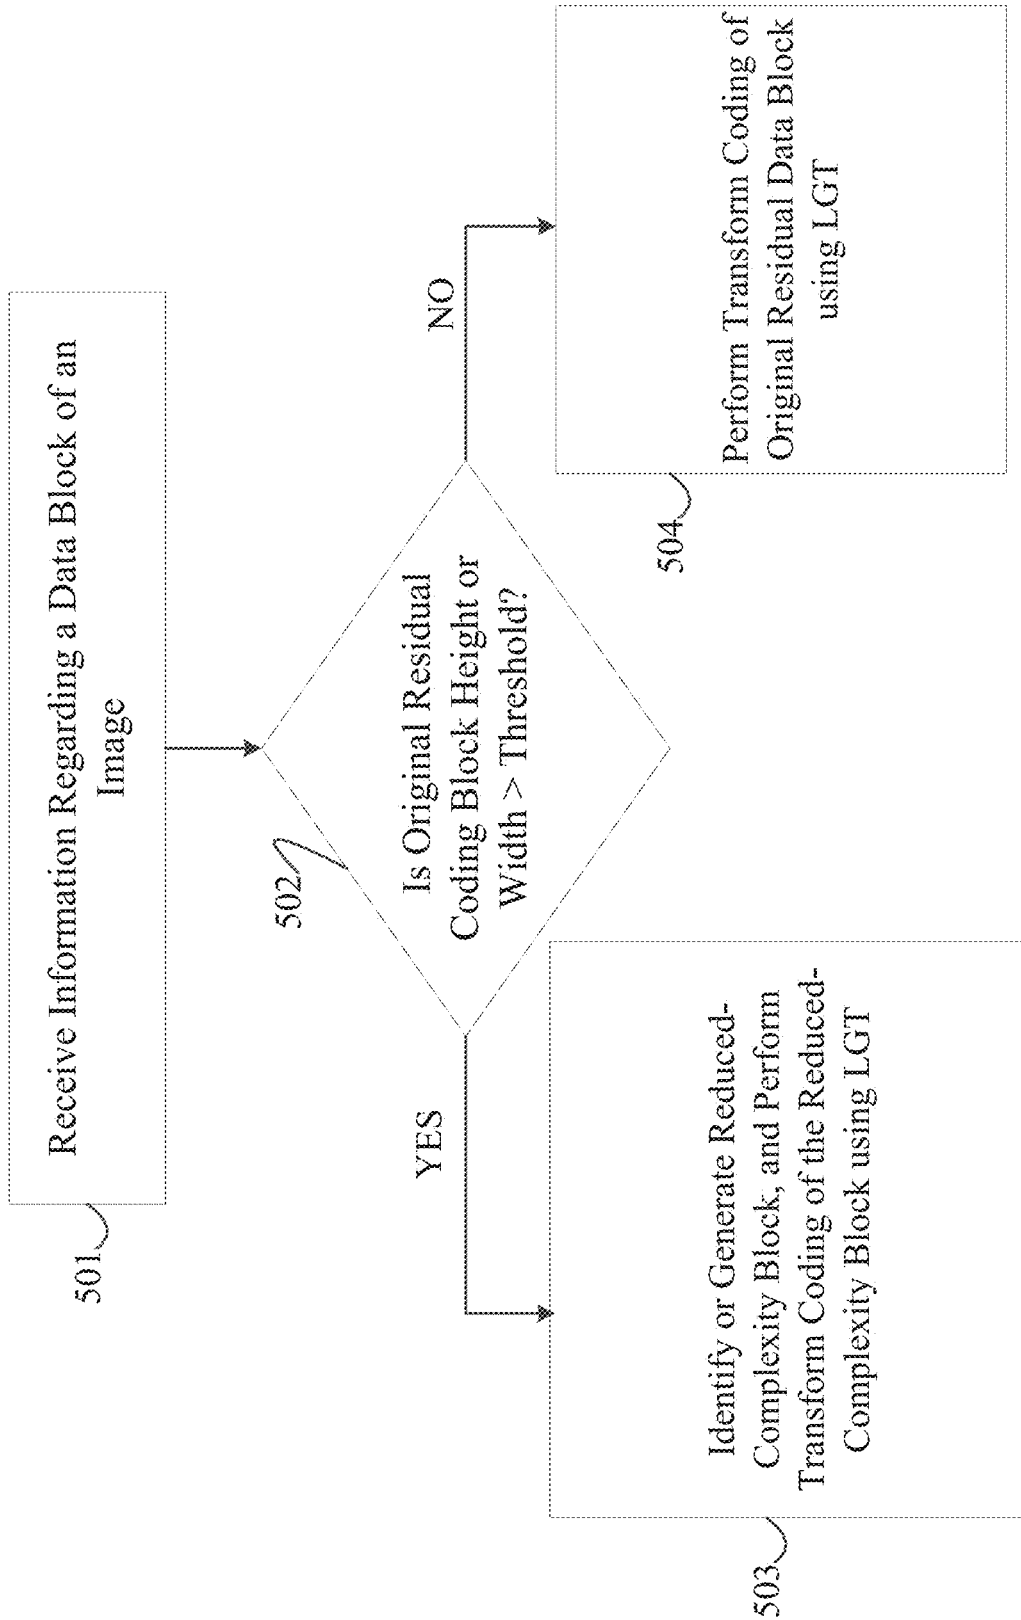 Receive Information Regarding a Data Block of an
Image
501
Is Original Residual
Coding Block Height or
Width > Threshold?
502
YES
NO
Identify or Generate Reduced-
Complexity Block, and Perform
Transform Coding of the Reduced-
Complexity Block using LGT
503
Perform Transform Coding of
Original Residual Data Block
using LGT
504